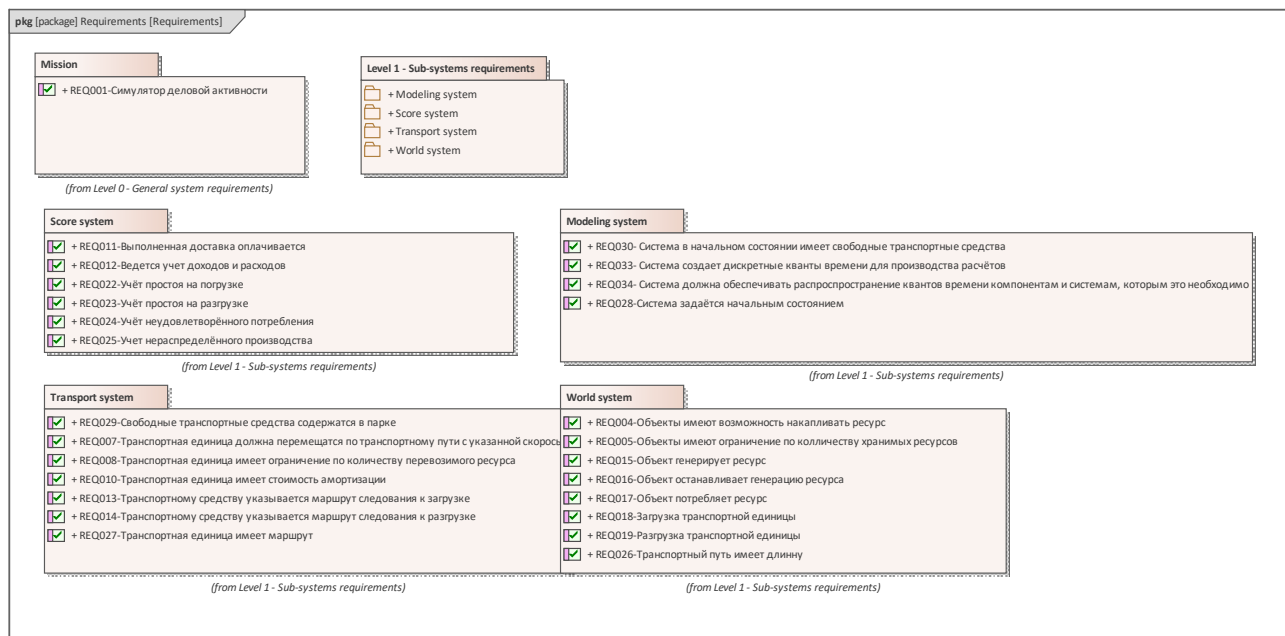 pkg [package] Requirements [Requirements]
Mission
+ REQ001-Симулятор деловой активности
(from Level 0 - General system requirements)
Level 1 - Sub-systems requirements
+ Modeling system
+ Score system
+ Transport system
+ World system
Score system
+ REQ011-Выполненная доставка оплачивается
+ REQ012-Ведется учет доходов и расходов
+ REQ022-Учёт простоя на погрузке
+ REQ023-Учёт простоя на разгрузке
+ REQ024-Учёт неудовлетворённого потребления
+ REQ025-Учет нераспределённого производства
(from Level 1 - Sub-systems requirements)
Modeling system
+ REQ030- Система в начальном состоянии имеет свободные транспортные средства
+ REQ033- Система создает дискретные кванты времени для производства расчётов
+ REQ034- Система должна обеспечивать распроспространение квантов времени компонентам и системам, которым это необходимо
+ REQ028-Система задаётся начальным состоянием
(from Level 1 - Sub-systems requirements)
Transport system
+ REQ029-Свободные транспортные средства содержатся в парке
+ REQ007-Транспортная единица должна перемещатся по транспортному пути с указанной скорось
+ REQ008-Транспортная единица имеет ограничение по количеству перевозимого ресурса
+ REQ010-Транспортная единица имеет стоимость амортизации
+ REQ013-Транспортному средству указывается маршрут следования к загрузке
+ REQ014-Транспортному средству указывается маршрут следования к разгрузке
+ REQ027-Транспортная единица имеет маршрут
(from Level 1 - Sub-systems requirements)
World system
+ REQ004-Объекты имеют возможность накапливать ресурс
+ REQ005-Объекты имеют ограничение по колличеству хранимых ресурсов
+ REQ015-Объект генерирует ресурс
+ REQ016-Объект останавливает генерацию ресурса
+ REQ017-Объект потребляет ресурс
+ REQ018-Загрузка транспортной единицы
+ REQ019-Разгрузка транспортной единицы
+ REQ026-Транспортный путь имеет длинну
(from Level 1 - Sub-systems requirements)